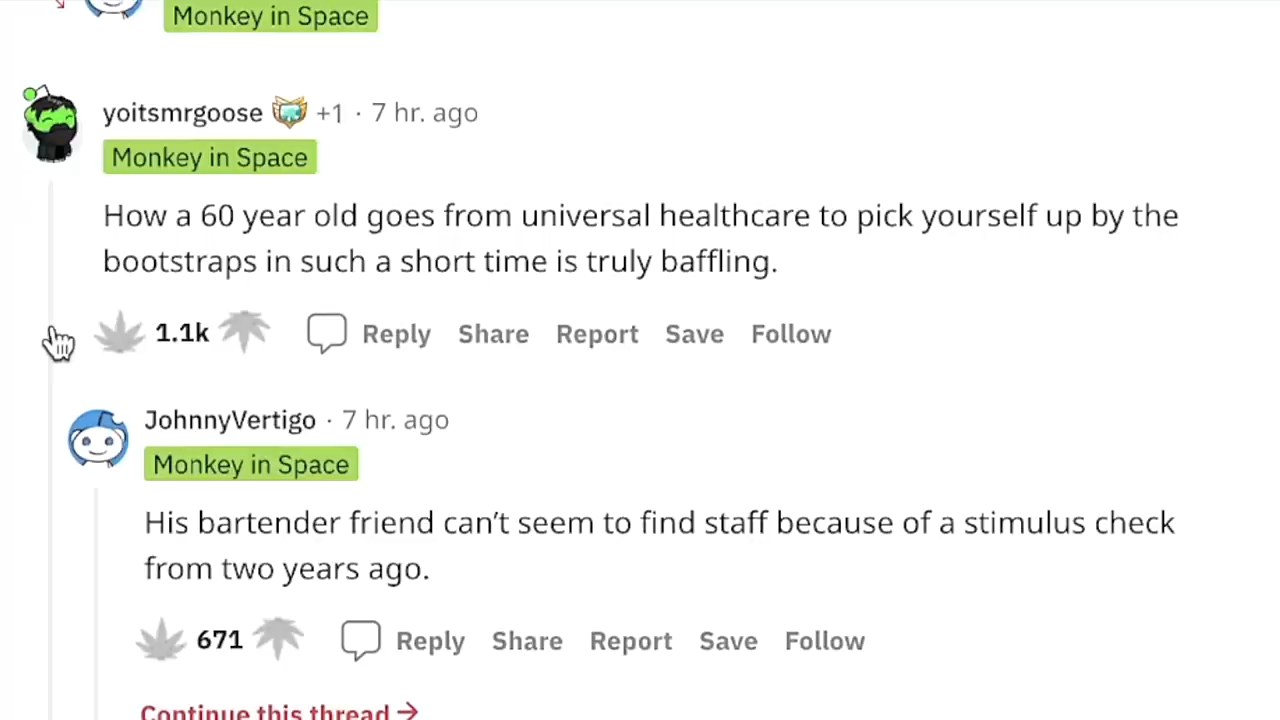 Monkey in Space
yoitsmrgoose +1 · 7 hr. ago
Monkey in Space
How a 60 year old goes from universal healthcare to pick yourself up by the
bootstraps in such a short time is truly baffling.
1.1k Reply Share Report Save Follow
JohnnyVertigo · 7 hr. ago
Monkey in Space
His bartender friend can’t seem to find staff because of a stimulus check
from two years ago.
671 Reply Share Report Save Follow
Continue this thread →